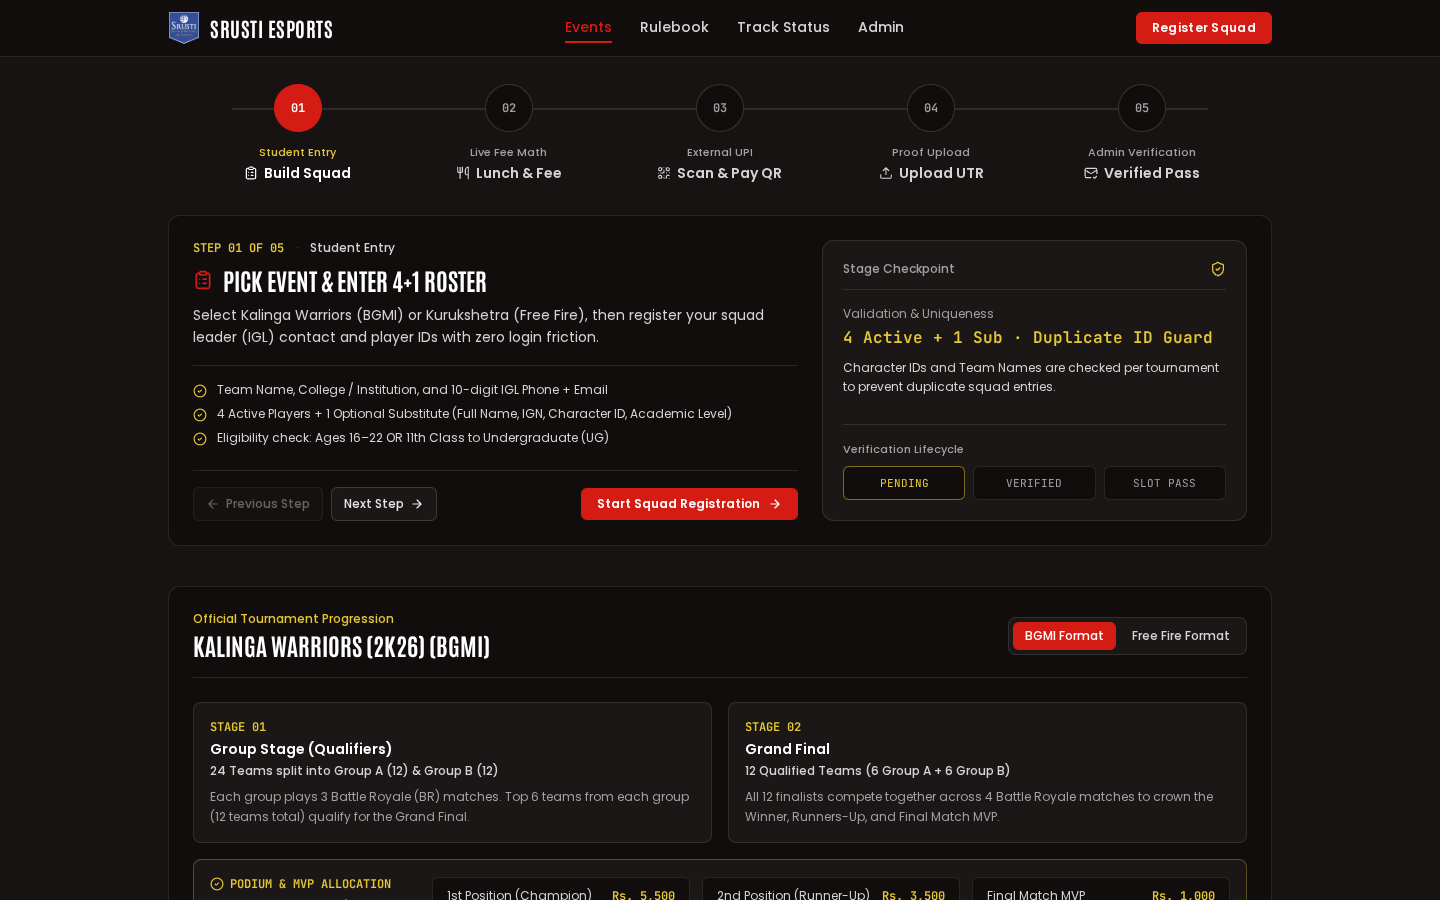 SRUSTI
SRUSTI ESPORTS
Events
Rulebook
Track Status
Admin
Register Squad
01
02
03
04
05
Student Entry
Build Squad
Live Fee Math
Lunch & Fee
External UPI
Scan & Pay QR
Proof Upload
Upload UTR
Admin Verification
Verified Pass
STEP 01 OF 05 · Student Entry
PICK EVENT & ENTER 4+1 ROSTER
Select Kalinga Warriors (BGMI) or Kurukshetra (Free Fire), then register your squad
leader (IGL) contact and player IDs with zero login friction.
Team Name, College / Institution, and 10-digit IGL Phone + Email
4 Active Players + 1 Optional Substitute (Full Name, IGN, Character ID, Academic Level)
Eligibility check: Ages 16–22 OR 11th Class to Undergraduate (UG)
Previous Step
Next Step
Start Squad Registration
Stage Checkpoint
Validation & Uniqueness
4 Active + 1 Sub · Duplicate ID Guard
Character IDs and Team Names are checked per tournament
to prevent duplicate squad entries.
Verification Lifecycle
PENDING
VERIFIED
SLOT PASS
Official Tournament Progression
KALINGA WARRIORS (2K26) (BGMI)
BGMI Format
Free Fire Format
STAGE 01
Group Stage (Qualifiers)
24 Teams split into Group A (12) & Group B (12)
Each group plays 3 Battle Royale (BR) matches. Top 6 teams from each group
(12 teams total) qualify for the Grand Final.
STAGE 02
Grand Final
12 Qualified Teams (6 Group A + 6 Group B)
All 12 finalists compete together across 4 Battle Royale matches to crown the
Winner, Runners-Up, and Final Match MVP.
PODIUM & MVP ALLOCATION
1st Position (Champion) Rs. 5,500
2nd Position (Runner-Up) Rs. 3,500
Final Match MVP Rs. 1,000